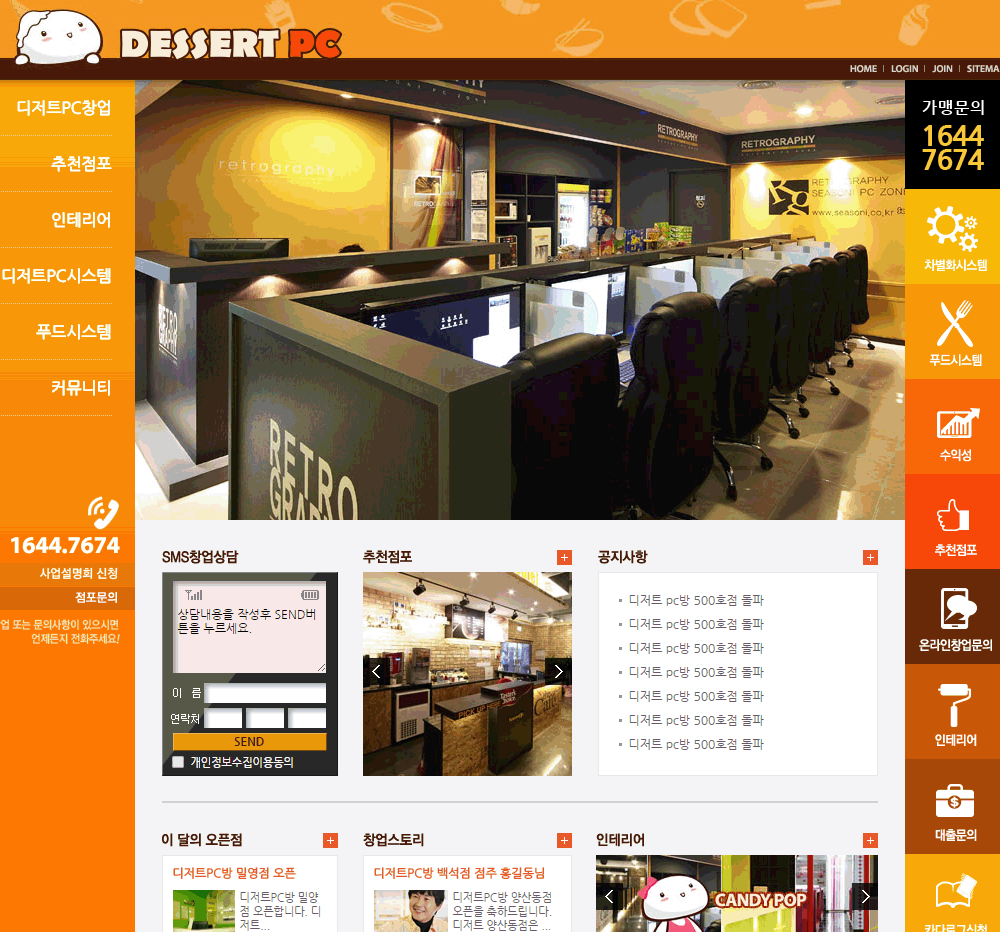 DESSERT PC
HOME | LOGIN | JOIN | SITEMA
디저트PC창업
추천점포
인테리어
디저트PC시스템
푸드시스템
커뮤니티
1644.7674
사업설명회 신청
점포문의
업 또는 문의사항이 있으시면
언제든지 전화주세요!
retrography
RETROGRAPHY
RETROGRAPHY
RETROGRAPHY
SEASONI PC ZONE
www.seasoni.co.kr
RETRO
GRAPHY
RETRO
가맹문의
1644
7674
차별화시스템
푸드시스템
수익성
추천점포
온라인창업문의
인테리어
대출문의
카다로그신청
SMS창업상담
상담내용을 작성후 SEND버
튼을 누르세요.
이 름
연락처
SEND
개인정보수집이용동의
추천점포
PICK UP
Cafe
공지사항
디저트 pc방 500호점 돌파
디저트 pc방 500호점 돌파
디저트 pc방 500호점 돌파
디저트 pc방 500호점 돌파
디저트 pc방 500호점 돌파
디저트 pc방 500호점 돌파
디저트 pc방 500호점 돌파
이 달의 오픈점
디저트PC방 밀영점 오픈
디저트PC방 밀양
점 오픈합니다. 디
저트...
창업스토리
디저트PC방 백석점 점주 홍길동님
디저트PC방 양산동점
오픈을 축하드립니다.
디저트 양산동점은 ...
인테리어
CANDY POP